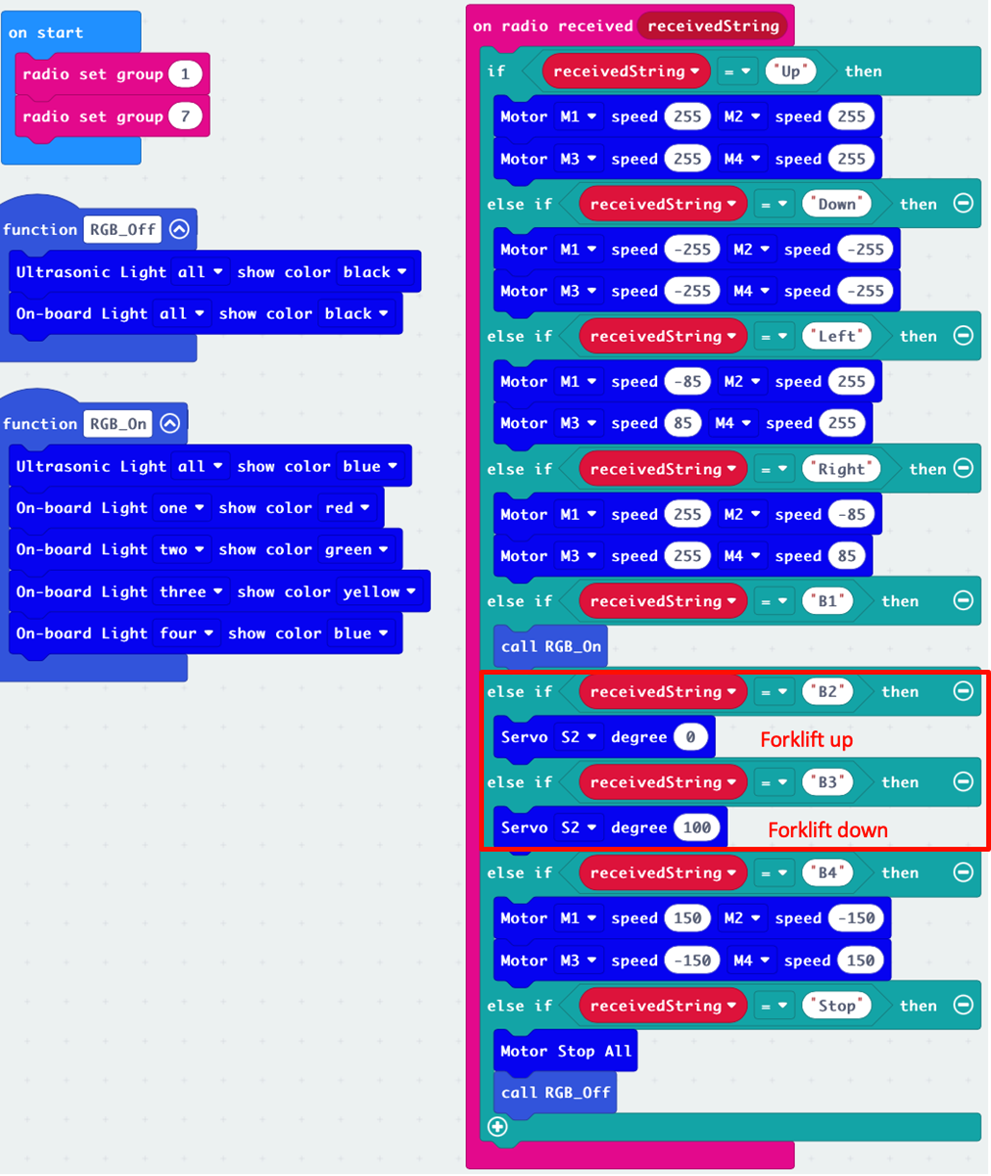 on start
radio set group 1
radio set group 7
function RGB_Off
Ultrasonic Light all show color black
On-board Light all show color black
function RGB_On
Ultrasonic Light all show color blue
On-board Light one show color red
On-board Light two show color green
On-board Light three show color yellow
On-board Light four show color blue
on radio received receivedString
if receivedString = "Up" then
Motor M1 speed 255 M2 speed 255
Motor M3 speed 255 M4 speed 255
else if receivedString = "Down" then
Motor M1 speed -255 M2 speed -255
Motor M3 speed -255 M4 speed -255
else if receivedString = "Left" then
Motor M1 speed -85 M2 speed 255
Motor M3 speed 85 M4 speed 255
else if receivedString = "Right" then
Motor M1 speed 255 M2 speed -85
Motor M3 speed 255 M4 speed 85
else if receivedString = "B1" then
call RGB_On
else if receivedString = "B2" then
Servo S2 degree 0 Forklift up
else if receivedString = "B3" then
Servo S2 degree 100 Forklift down
else if receivedString = "B4" then
Motor M1 speed 150 M2 speed -150
Motor M3 speed -150 M4 speed 150
else if receivedString = "Stop" then
Motor Stop All
call RGB_Off